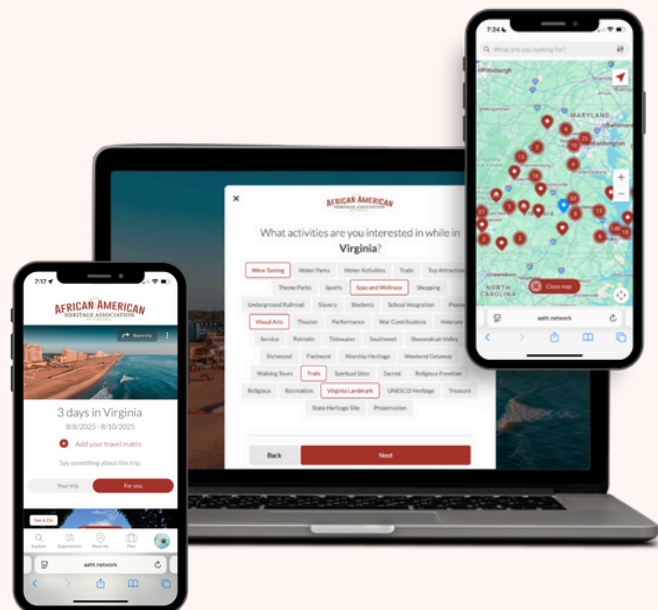 AFRICAN AMERICAN
HERITAGE ASSOCIATION
What activities are you interested in while in
Virginia?
Wine Tasting Water Parks Water Activities Trade Top Attraction
Theme Parks Sports Spas and Wellness Shopping
Underground Railroad Slavery Students School Integration
Visual Arts Theater Performance War Contributions Veterans
Service Patriotic Tidewater Southwest Shenandoah Valley
Richmond Piedmont Worship Heritage Weekend Getaway
Walking Tours Trails Spiritual Sites Sacred Religious Freedom
Religious Recreation Virginia Landmark UNESCO Heritage Treasure
State Heritage Site Preservation
Back Next
7:24
What are you looking for?
Pittsburgh
MARYLAND
Baltimore
Washington
NORTH
CAROLINA
Close map
aaht.network
7:17
AFRICAN AMERICAN
HERITAGE ASSOCIATION
Share trip
3 days in Virginia
8/8/2025 - 8/10/2025
Add your travel mates
Say something about this trip.
Your trip For you
See & Do
Explore Experiences Near me Plan
aaht.network